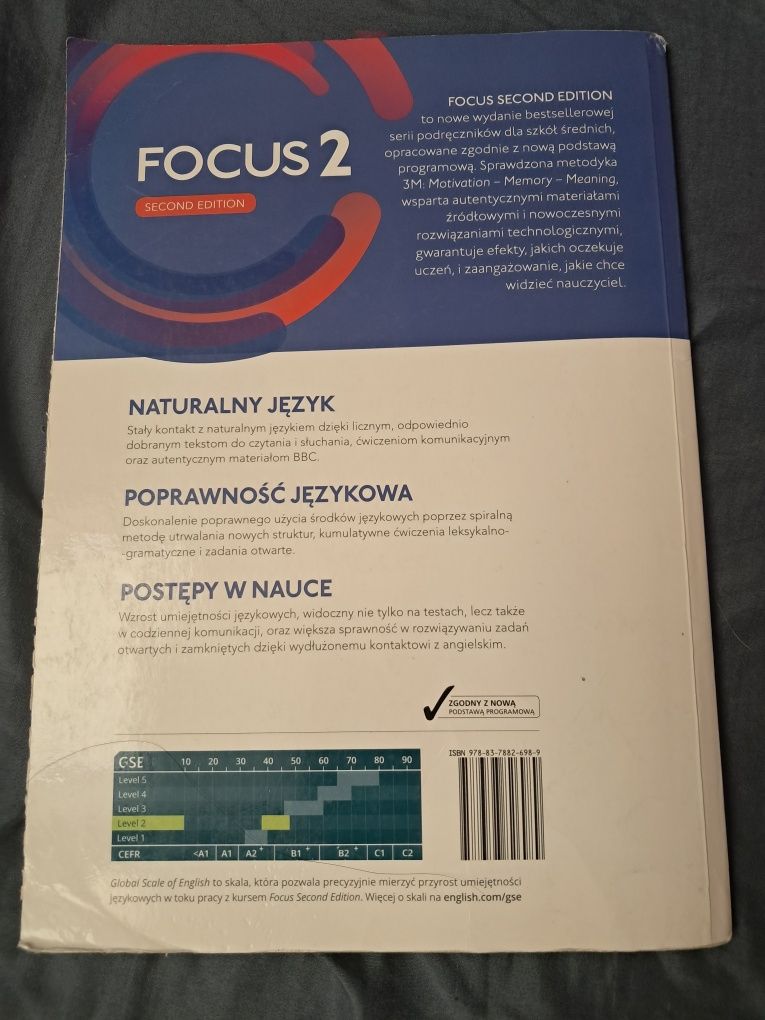 FOCUS 2
SECOND EDITION
FOCUS SECOND EDITION
to nowe wydanie bestsellerowej
serii podręczników dla szkół średnich,
opracowane zgodnie z nową podstawą
programową. Sprawdzona metodyka
3M: Motivation – Memory – Meaning,
wsparta autentycznymi materiałami
źródłowymi i nowoczesnymi
rozwiązaniami technologicznymi,
gwarantuje efekty, jakich oczekuje
uczeń, i zaangażowanie, jakie chce
widzieć nauczyciel.
NATURALNY JĘZYK
Stały kontakt z naturalnym językiem dzięki licznym, odpowiednio
dobranym tekstom do czytania i słuchania, ćwiczeniom komunikacyjnym
oraz autentycznym materiałom BBC.
POPRAWNOŚĆ JĘZYKOWA
Doskonalenie poprawnego użycia środków językowych poprzez spiralną
metodę utrwalania nowych struktur, kumulatywne ćwiczenia leksykalno-
-gramatyczne i zadania otwarte.
POSTĘPY W NAUCE
Wzrost umiejętności językowych, widoczny nie tylko na testach, lecz także
w codziennej komunikacji, oraz większa sprawność w rozwiązywaniu zadań
otwartych i zamkniętych dzięki wydłużonemu kontaktowi z angielskim.
ZGODNY Z NOWĄ
PODSTAWĄ PROGRAMOWĄ
GSE 10 20 30 40 50 60 70 80 90
Level 5
Level 4
Level 3
Level 2
Level 1
CEFR <A1 A1 A2 + B1 + B2 + C1 C2
ISBN 978-83-7882-698-9
Global Scale of English to skala, która pozwala precyzyjnie mierzyć przyrost umiejętności
językowych w toku pracy z kursem Focus Second Edition. Więcej o skali na english.com/gse